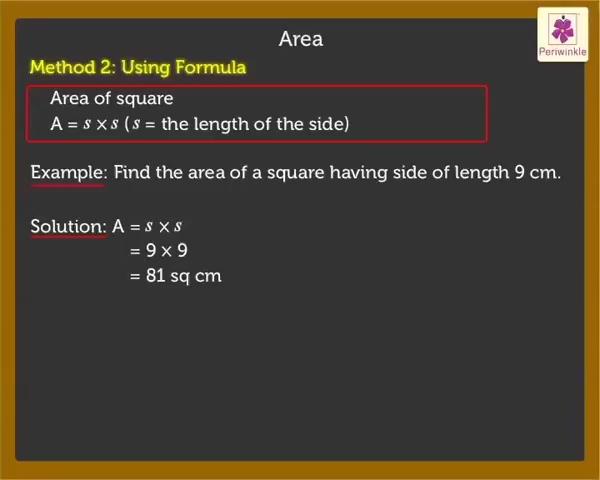 Area
Periwinkle
Method 2: Using Formula
Area of square
A = s × s ( s = the length of the side)
Example: Find the area of a square having side of length 9 cm.
Solution: A = s × s
= 9 × 9
= 81 sq cm